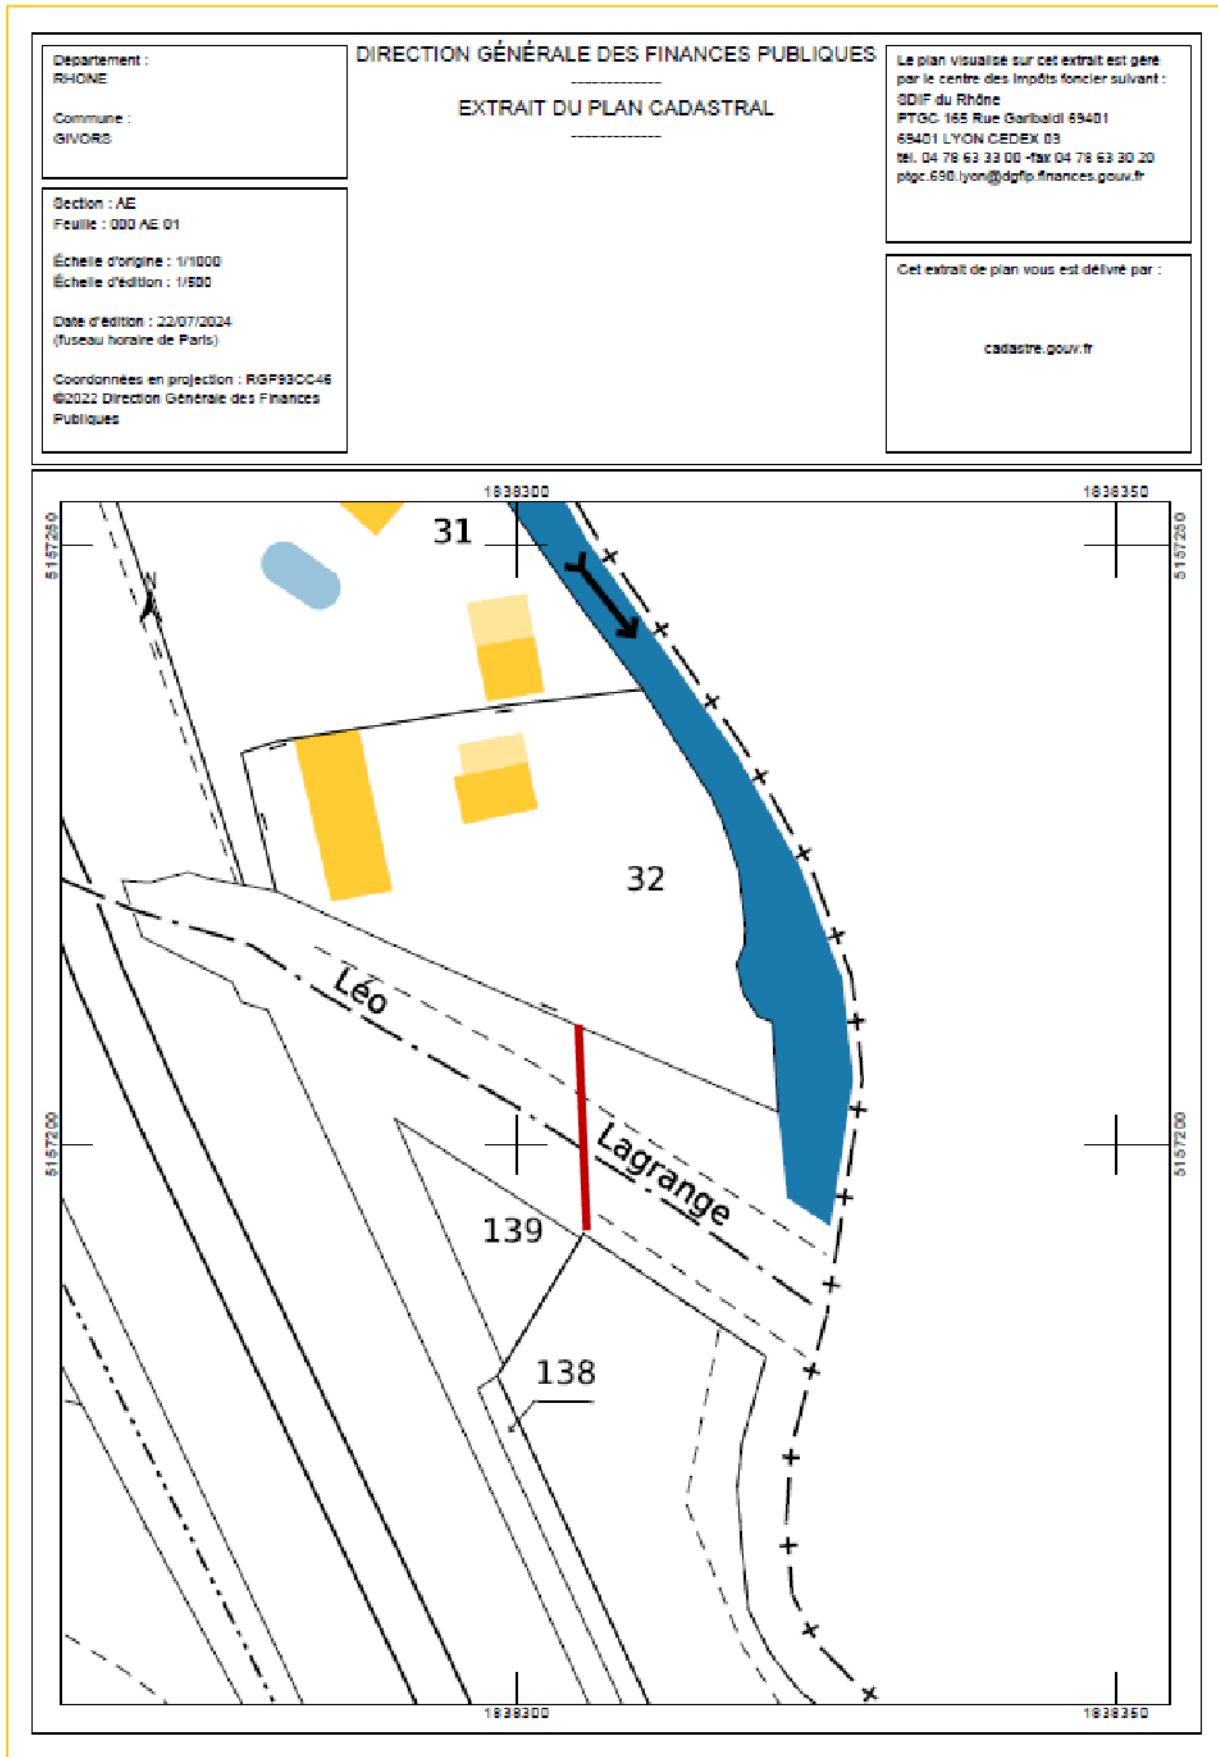 Département :
RHONE
Commune :
GIVORS
Section : AE
Feuille : 000 AE 01
Échelle d'origine : 1/1000
Échelle d'édition : 1/500
Date d'édition : 22/07/2024
(fuseau horaire de Paris)
Coordonnées en projection : RGF93CC46
©2022 Direction Générale des Finances
Publiques
DIRECTION GÉNÉRALE DES FINANCES PUBLIQUES
-------------
EXTRAIT DU PLAN CADASTRAL
-------------
Le plan visualisé sur cet extrait est géré
par le centre des impôts foncier suivant :
SDIF du Rhône
PTGC 165 Rue Garibaldi 69401
69401 LYON CEDEX 03
tél. 04 78 63 33 00 -fax 04 78 63 30 20
ptgc.690.lyon@dgfip.finances.gouv.fr
Cet extrait de plan vous est délivré par :
cadastre.gouv.fr
1838300
1838350
5157250
5157250
31
N
32
Léo
Lagrange
5157200
5157200
139
138
1838300
1838350